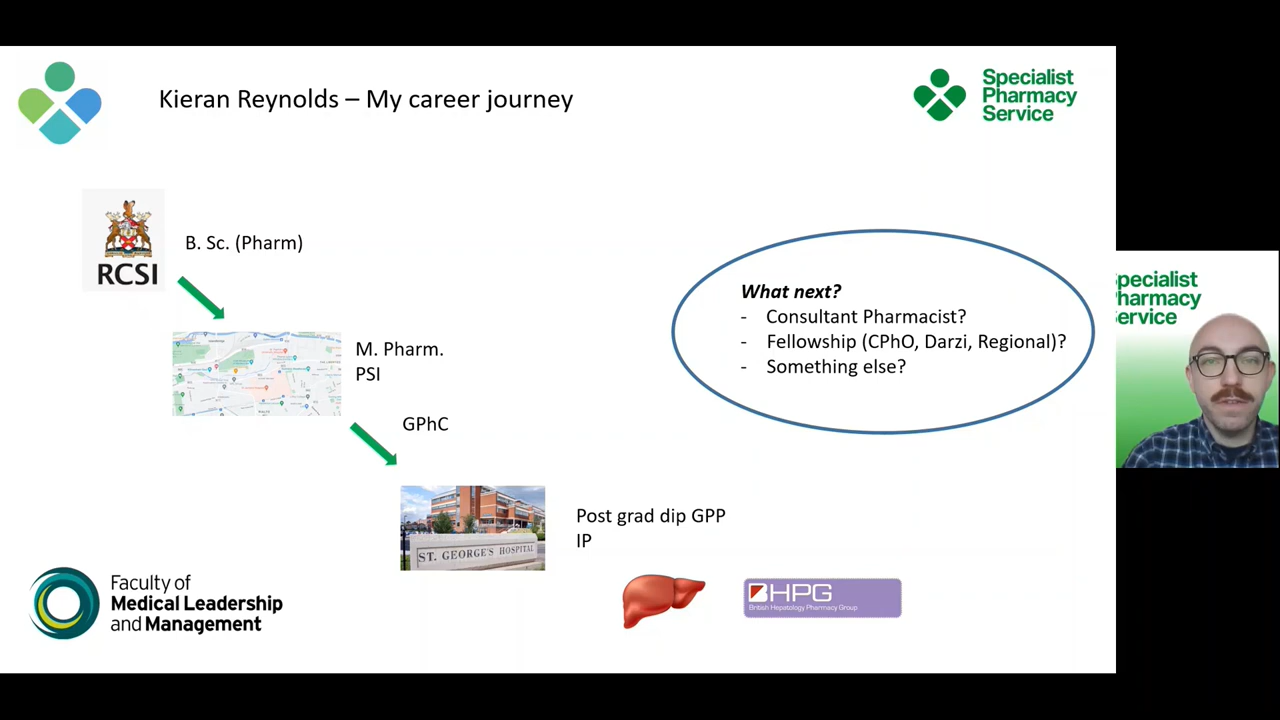 Kieran Reynolds – My career journey
Specialist
Pharmacy
Service
RCSI
B. Sc. (Pharm)
M. Pharm.
PSI
GPhC
ST. GEORGE'S HOSPITAL
Post grad dip GPP
IP
What next?
- Consultant Pharmacist?
- Fellowship (CPhO, Darzi, Regional)?
- Something else?
Faculty of
Medical Leadership
and Management
BHPG
British Hepatology Pharmacy Group
pecialist
harmacy
ervice